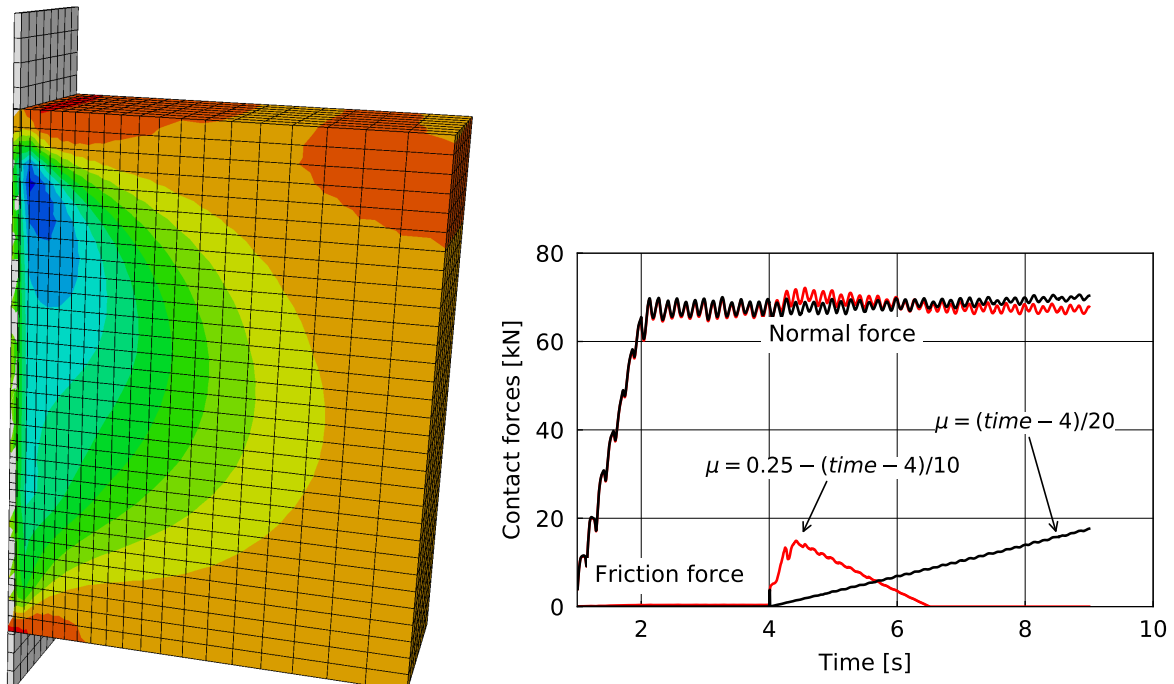 80
60
40
20
0
2
4
6
8
10
Contact forces [kN]
Time [s]
Normal force
μ = (time − 4)/20
μ = 0.25 − (time − 4)/10
Friction force